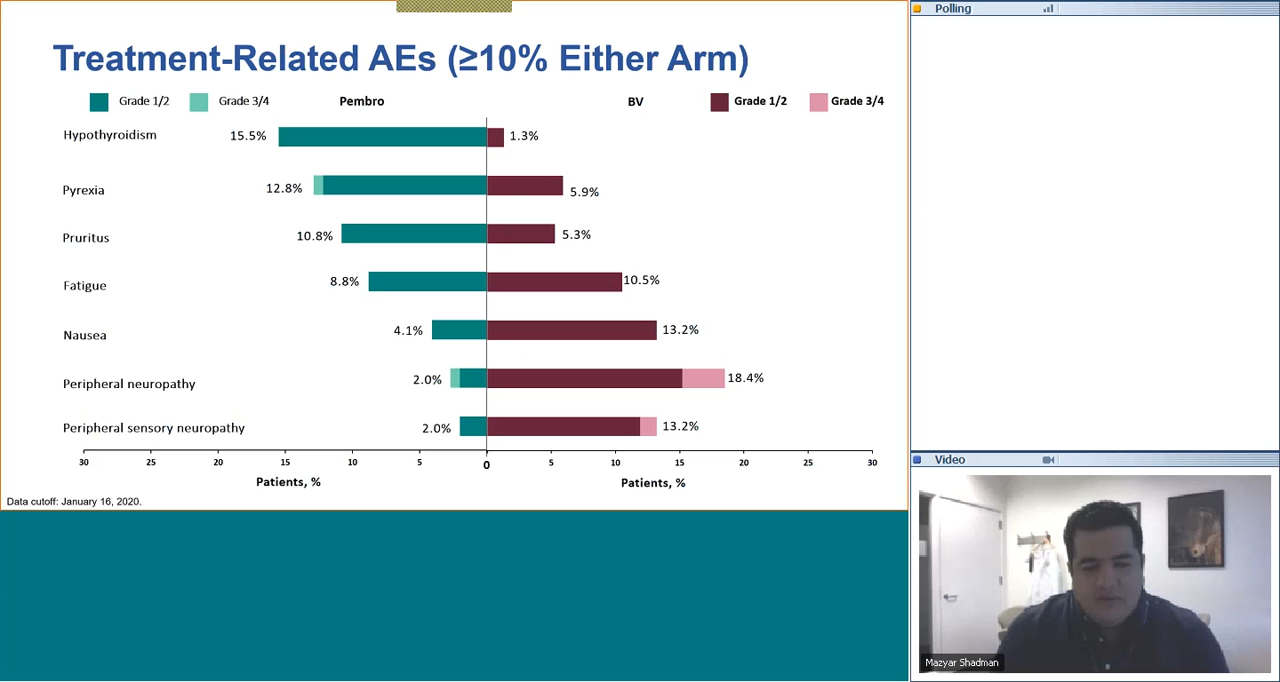 Treatment-Related AEs (≥10% Either Arm)
Grade 1/2 Grade 3/4 Pembro BV Grade 1/2 Grade 3/4
Hypothyroidism 15.5% 1.3%
Pyrexia 12.8% 5.9%
Pruritus 10.8% 5.3%
Fatigue 8.8% 10.5%
Nausea 4.1% 13.2%
Peripheral neuropathy 2.0% 18.4%
Peripheral sensory neuropathy 2.0% 13.2%
30 25 20 15 10 5 0 5 10 15 20 25 30
Patients, % Patients, %
Data cutoff: January 16, 2020.
Polling
Video
Mazyar Shadman